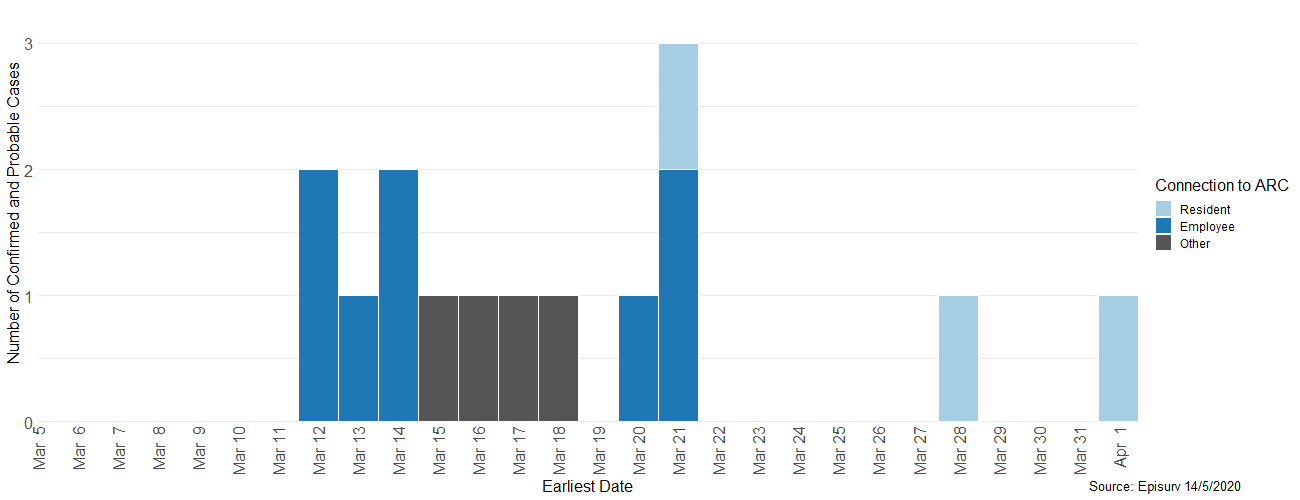 Number of Confirmed and Probable Cases
3
2
1
0
Mar 5
Mar 6
Mar 7
Mar 8
Mar 9
Mar 10
Mar 11
Mar 12
Mar 13
Mar 14
Mar 15
Mar 16
Mar 17
Mar 18
Mar 19
Mar 20
Mar 21
Mar 22
Mar 23
Mar 24
Mar 25
Mar 26
Mar 27
Mar 28
Mar 29
Mar 30
Mar 31
Apr 1
Earliest Date
Connection to ARC
Resident
Employee
Other
Source: Episurv 14/5/2020